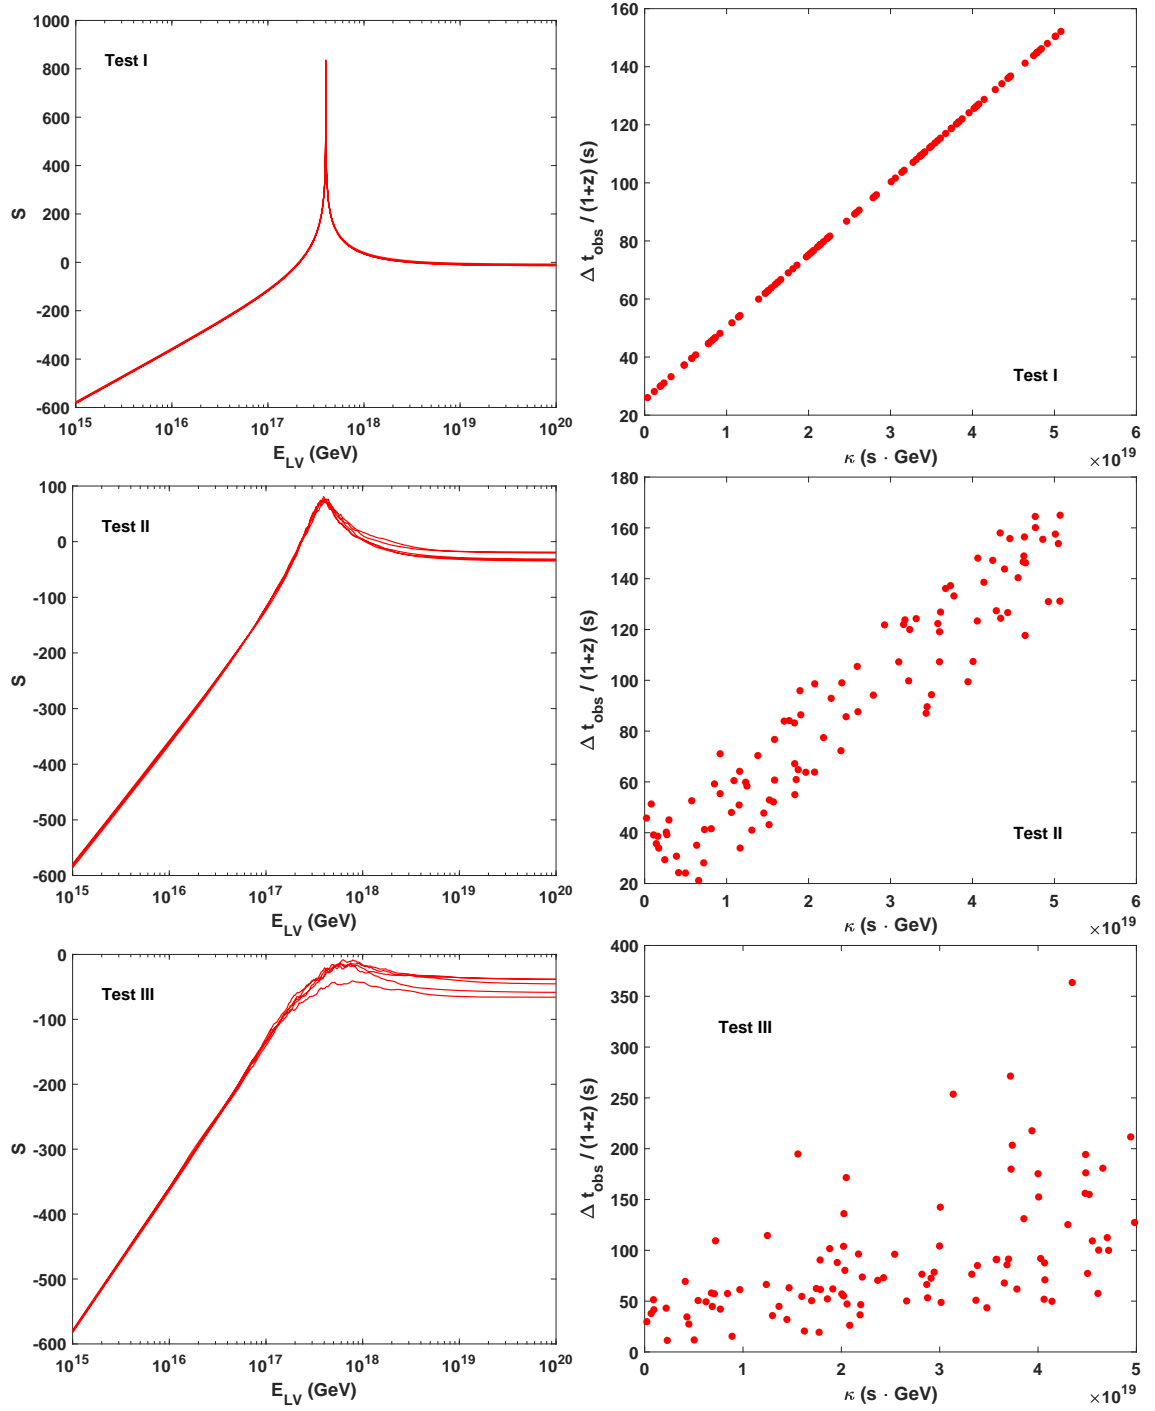 1000
800
600
400
200
0
-200
-400
-600
S
Test I
10^15 10^16 10^17 10^18 10^19 10^20
E_LV (GeV)
160
140
120
100
80
60
40
20
Δ t_obs / (1+z) (s)
Test I
0 1 2 3 4 5 6
κ (s · GeV)
×10^19
100
0
-100
-200
-300
-400
-500
-600
S
Test II
10^15 10^16 10^17 10^18 10^19 10^20
E_LV (GeV)
180
160
140
120
100
80
60
40
20
Δ t_obs / (1+z) (s)
Test II
0 1 2 3 4 5 6
κ (s · GeV)
×10^19
0
-100
-200
-300
-400
-500
-600
S
Test III
10^15 10^16 10^17 10^18 10^19 10^20
E_LV (GeV)
400
350
300
250
200
150
100
50
0
Δ t_obs / (1+z) (s)
Test III
0 1 2 3 4 5
κ (s · GeV)
×10^19